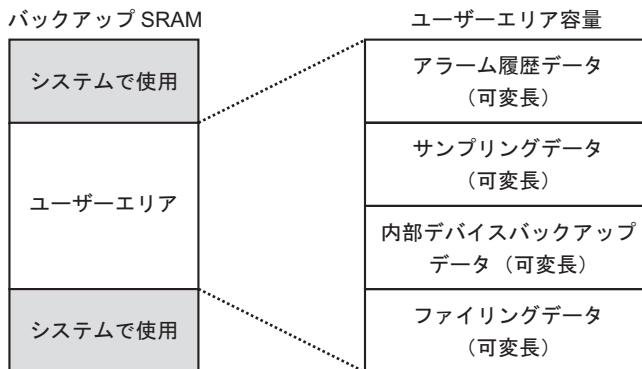 バックアップ SRAM
システムで使用
ユーザーエリア
システムで使用
ユーザーエリア容量
アラーム履歴データ
（可変長）
サンプリングデータ
（可変長）
内部デバイスバックアップ
データ（可変長）
ファイリングデータ
（可変長）